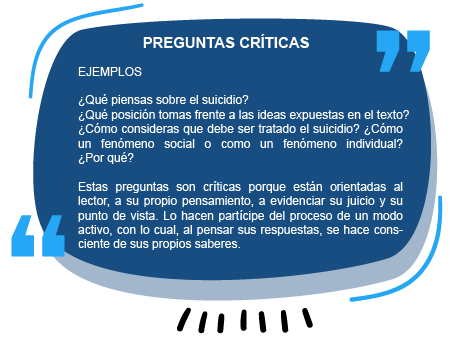 PREGUNTAS CRÍTICAS
EJEMPLOS
¿Qué piensas sobre el suicidio?
¿Qué posición tomas frente a las ideas expuestas en el texto?
¿Cómo consideras que debe ser tratado el suicidio? ¿Cómo
un fenómeno social o como un fenómeno individual?
¿Por qué?
Estas preguntas son críticas porque están orientadas al
lector, a su propio pensamiento, a evidenciar su juicio y su
punto de vista. Lo hacen partícipe del proceso de un modo
activo, con lo cual, al pensar sus respuestas, se hace cons-
ciente de sus propios saberes.